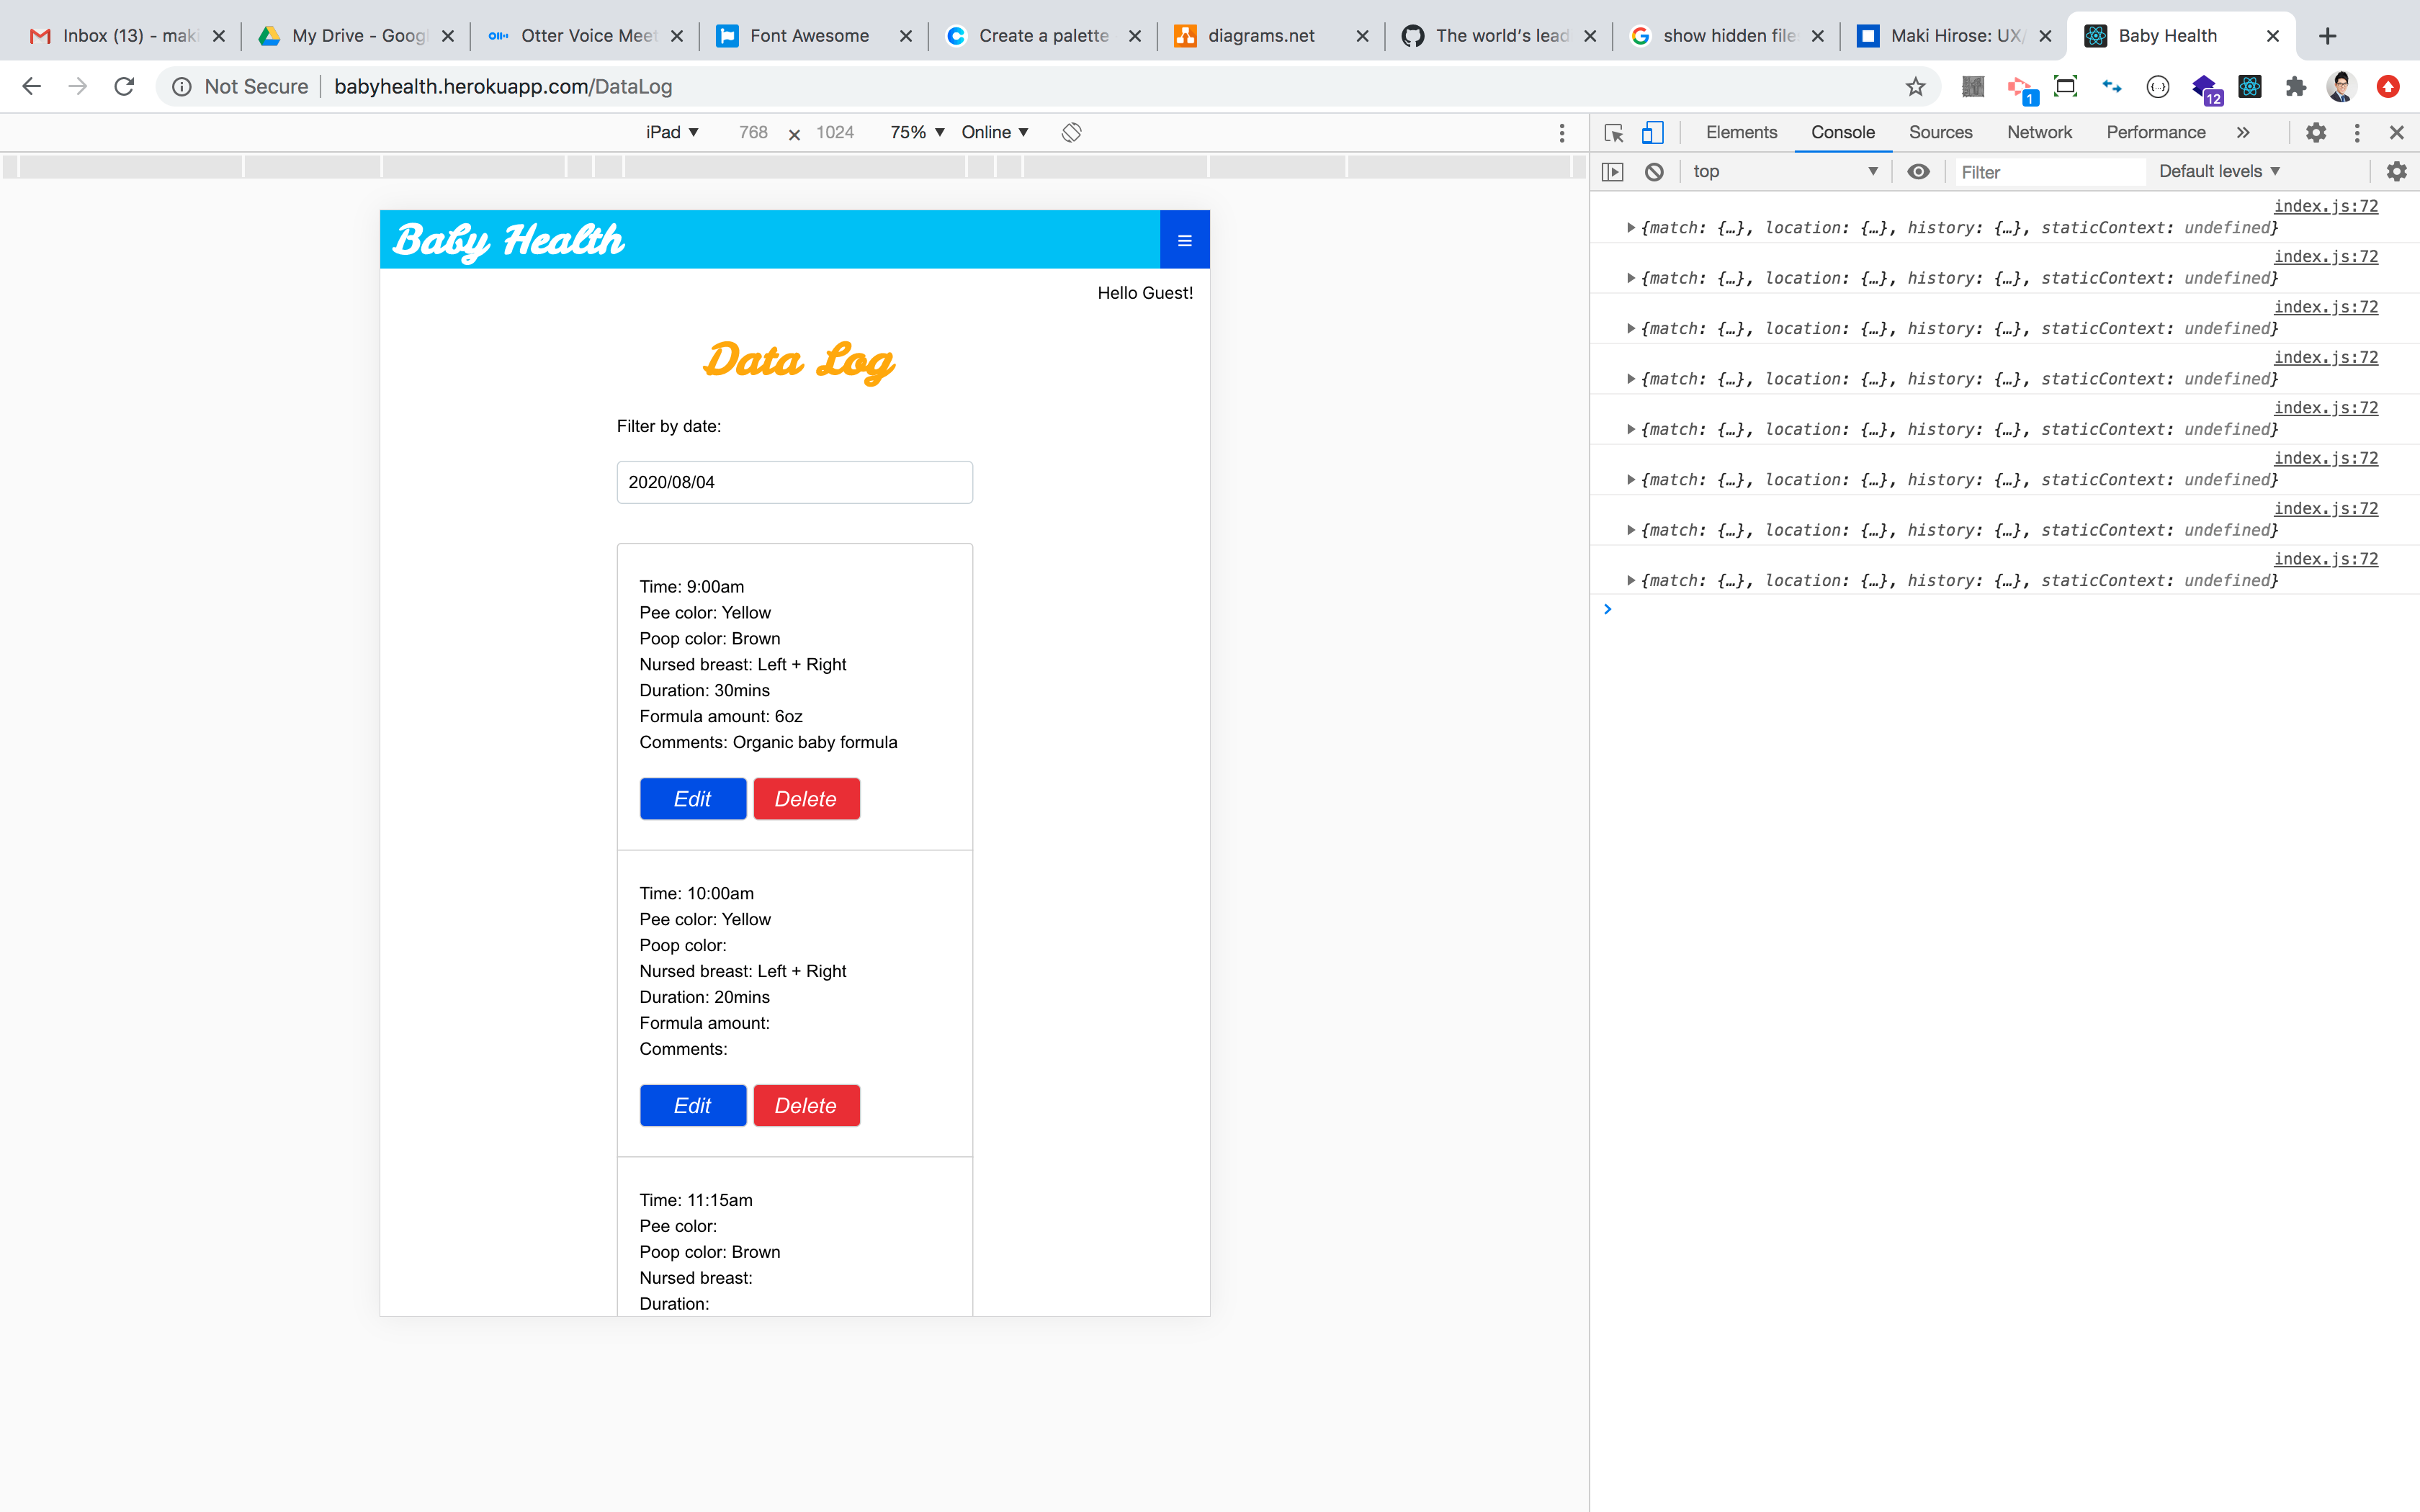 Inbox (13) - maki
My Drive - Googl
Otter Voice Meet
Font Awesome
Create a palette
diagrams.net
The world's lead
show hidden files
Maki Hirose: UX/
Baby Health
Not Secure
babyhealth.herokuapp.com/DataLog
1
12
iPad 768 × 1024 75% Online
Elements Console Sources Network Performance »
top Filter Default levels
Baby Health
Hello Guest!
Data Log
Filter by date:
2020/08/04
Time: 9:00am
Pee color: Yellow
Poop color: Brown
Nursed breast: Left + Right
Duration: 30mins
Formula amount: 6oz
Comments: Organic baby formula
Edit Delete
Time: 10:00am
Pee color: Yellow
Poop color:
Nursed breast: Left + Right
Duration: 20mins
Formula amount:
Comments:
Edit Delete
Time: 11:15am
Pee color:
Poop color: Brown
Nursed breast:
Duration:
index.js:72
{match: {…}, location: {…}, history: {…}, staticContext: undefined}
index.js:72
{match: {…}, location: {…}, history: {…}, staticContext: undefined}
index.js:72
{match: {…}, location: {…}, history: {…}, staticContext: undefined}
index.js:72
{match: {…}, location: {…}, history: {…}, staticContext: undefined}
index.js:72
{match: {…}, location: {…}, history: {…}, staticContext: undefined}
index.js:72
{match: {…}, location: {…}, history: {…}, staticContext: undefined}
index.js:72
{match: {…}, location: {…}, history: {…}, staticContext: undefined}
index.js:72
{match: {…}, location: {…}, history: {…}, staticContext: undefined}